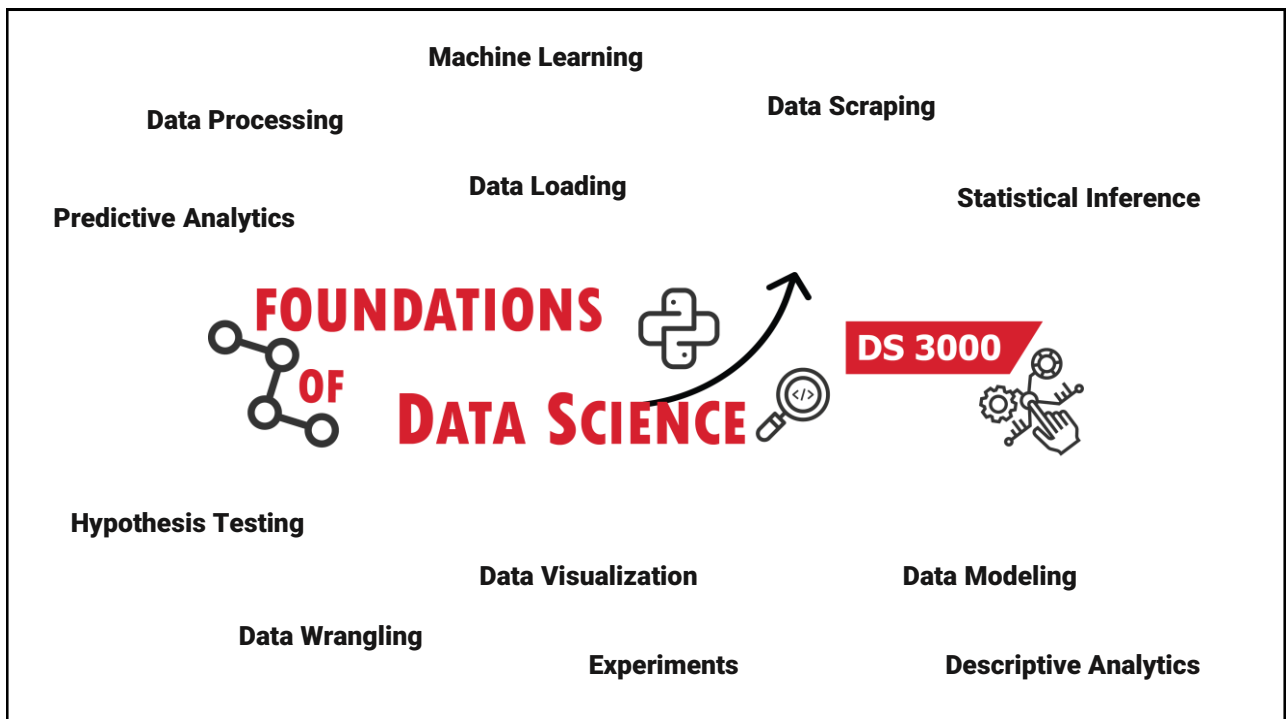 Machine Learning
Data Scraping
Data Processing
Data Loading
Statistical Inference
Predictive Analytics
FOUNDATIONS
OF
DATA SCIENCE
</>
DS 3000
Hypothesis Testing
Data Visualization
Data Modeling
Data Wrangling
Experiments
Descriptive Analytics